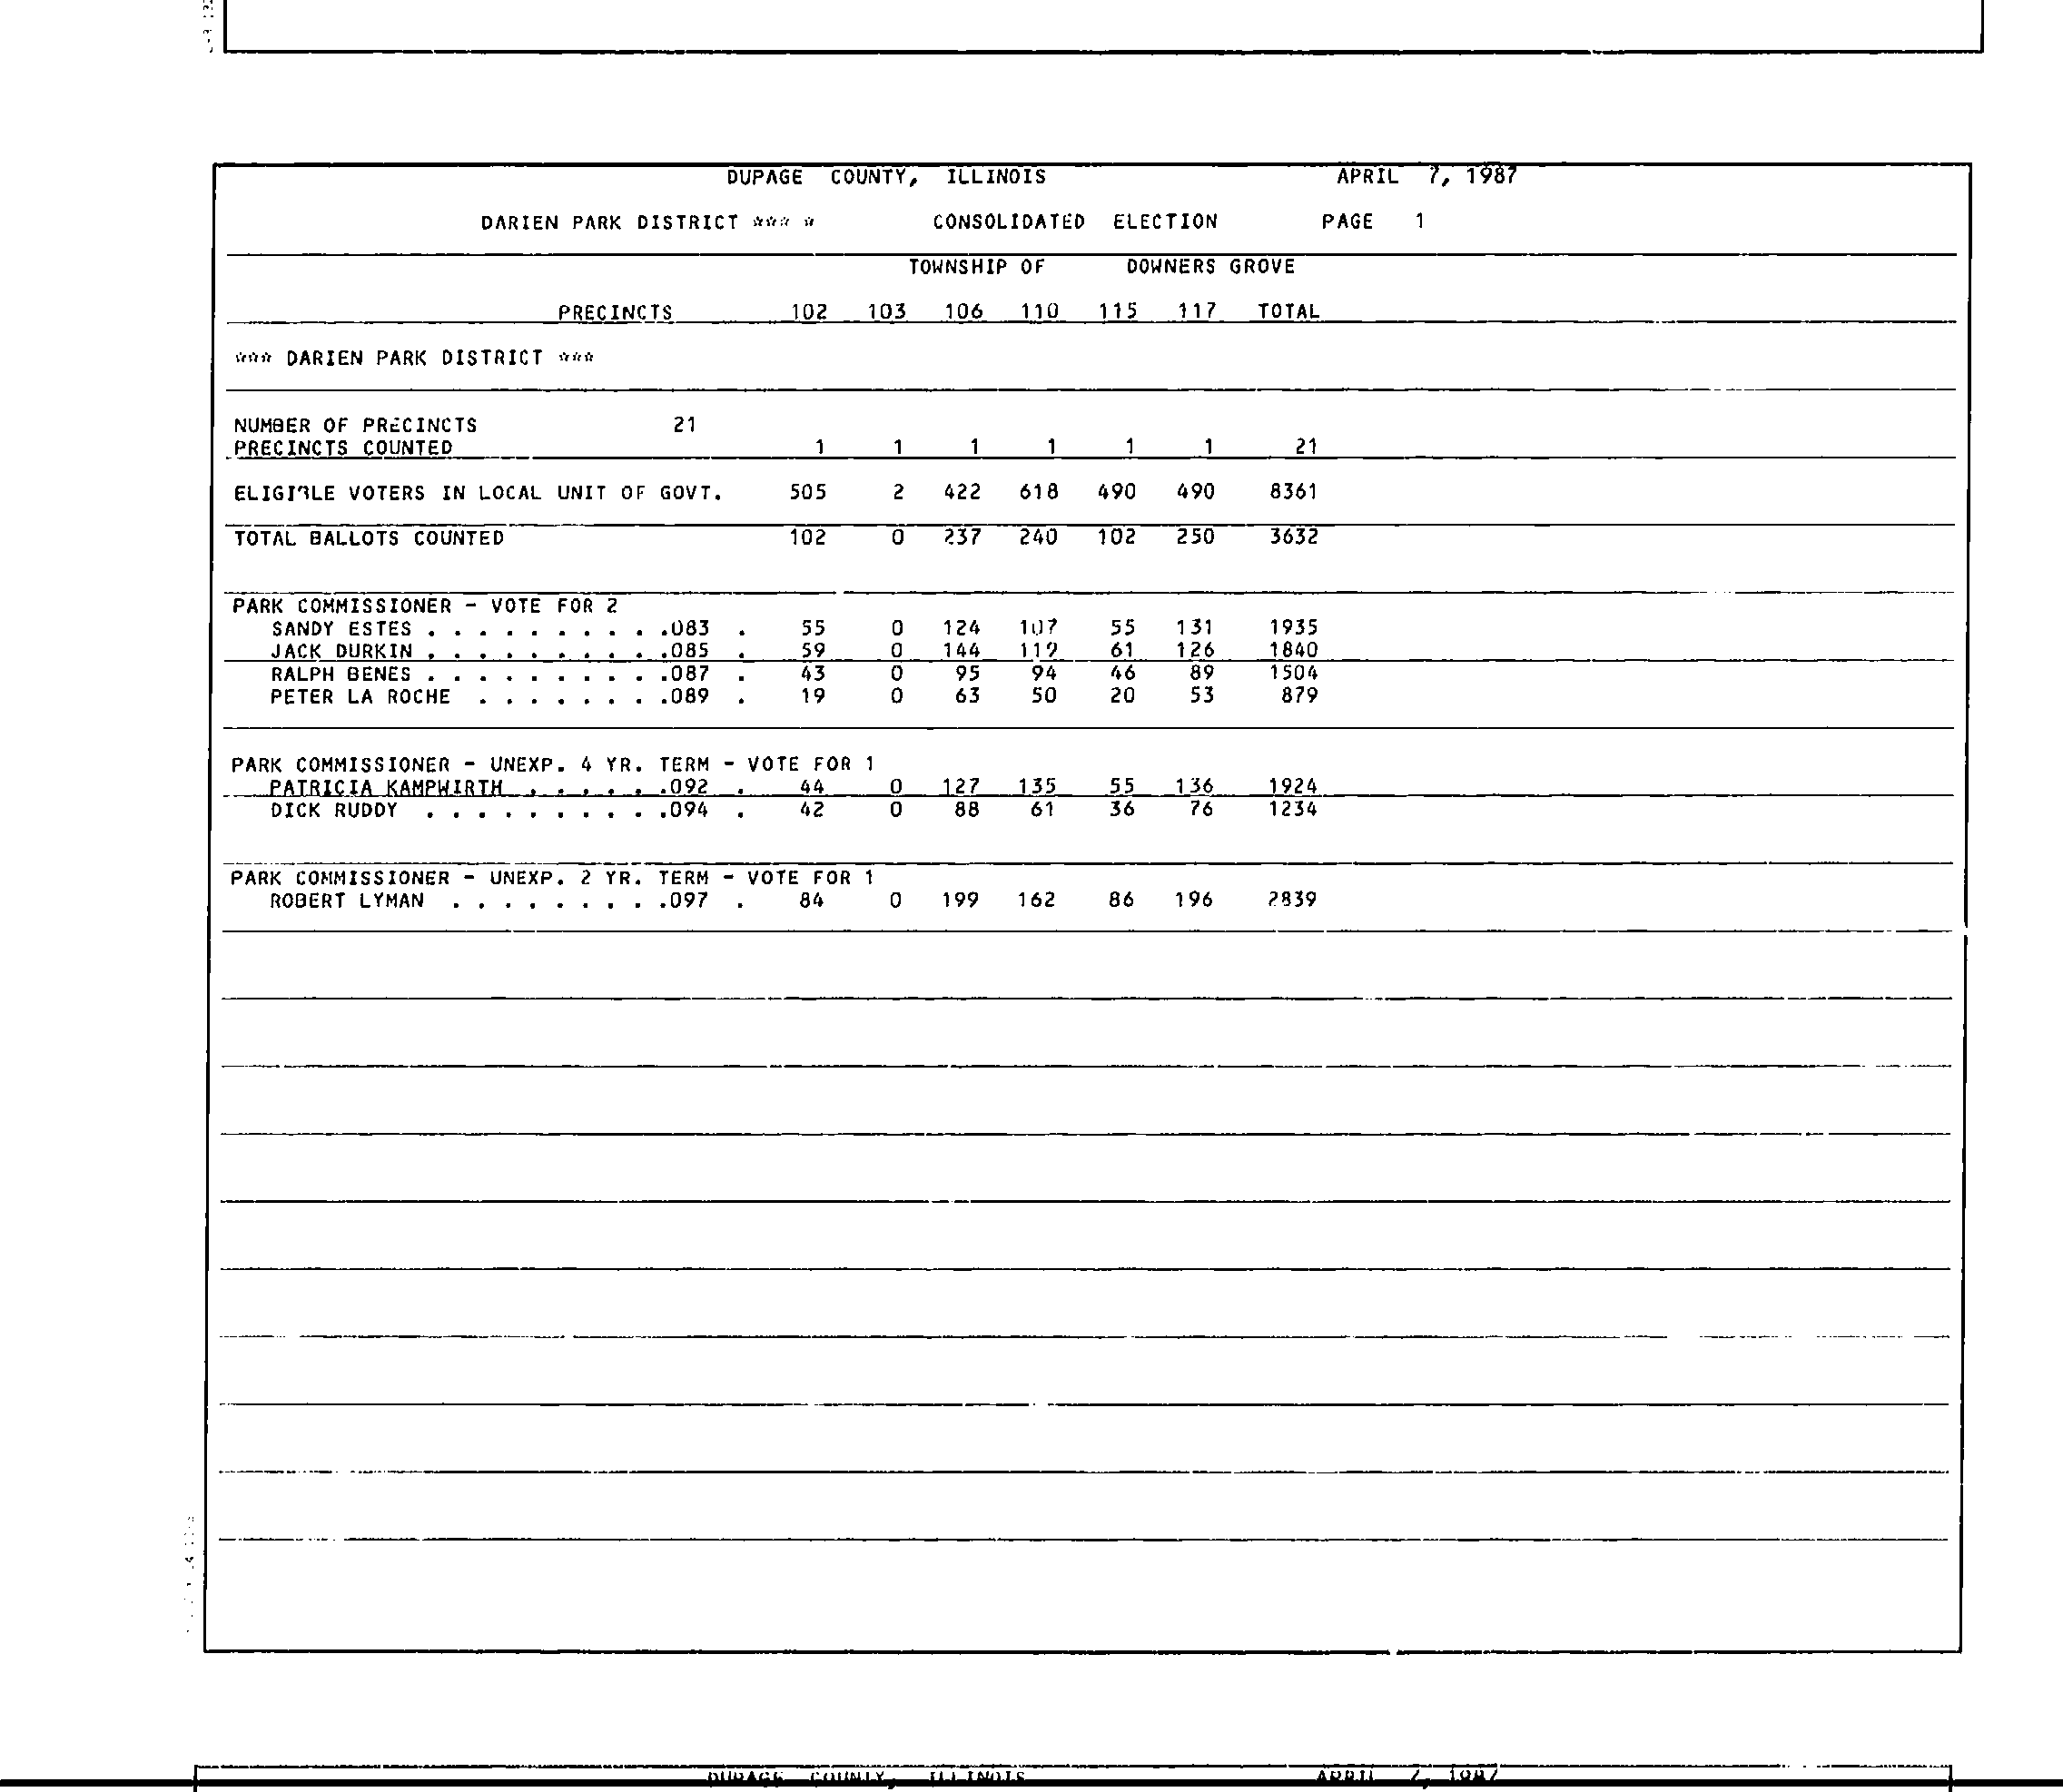 DUPAGE COUNTY, ILLINOIS APRIL 7, 1987
DARIEN PARK DISTRICT *** * CONSOLIDATED ELECTION PAGE 1
TOWNSHIP OF DOWNERS GROVE
PRECINCTS 102 103 106 110 115 117 TOTAL
*** DARIEN PARK DISTRICT ***
NUMBER OF PRECINCTS 21
PRECINCTS COUNTED 1 1 1 1 1 1 21
ELIGIBLE VOTERS IN LOCAL UNIT OF GOVT. 505 2 422 618 490 490 8361
TOTAL BALLOTS COUNTED 102 0 237 240 102 250 3632
PARK COMMISSIONER - VOTE FOR 2
SANDY ESTES . . . . . . . . . .083 . 55 0 124 107 55 131 1935
JACK DURKIN . . . . . . . . . .085 . 59 0 144 61 126 1840
RALPH BENES . . . . . . . . . .087 . 43 0 95 94 46 89 1504
PETER LA ROCHE . . . . . . . .089 . 19 0 63 50 20 53 879
PARK COMMISSIONER - UNEXP. 4 YR. TERM - VOTE FOR 1
PATRICIA KAMPWIRTH . . . . . .092 . 44 0 127 135 55 136 1924
DICK RUDDY . . . . . . . . . .094 . 42 0 88 61 36 76 1234
PARK COMMISSIONER - UNEXP. 2 YR. TERM - VOTE FOR 1
ROBERT LYMAN . . . . . . . . .097 . 84 0 199 162 86 196 2839
DUPAGE COUNTY, ILLINOIS APRIL 7, 1987